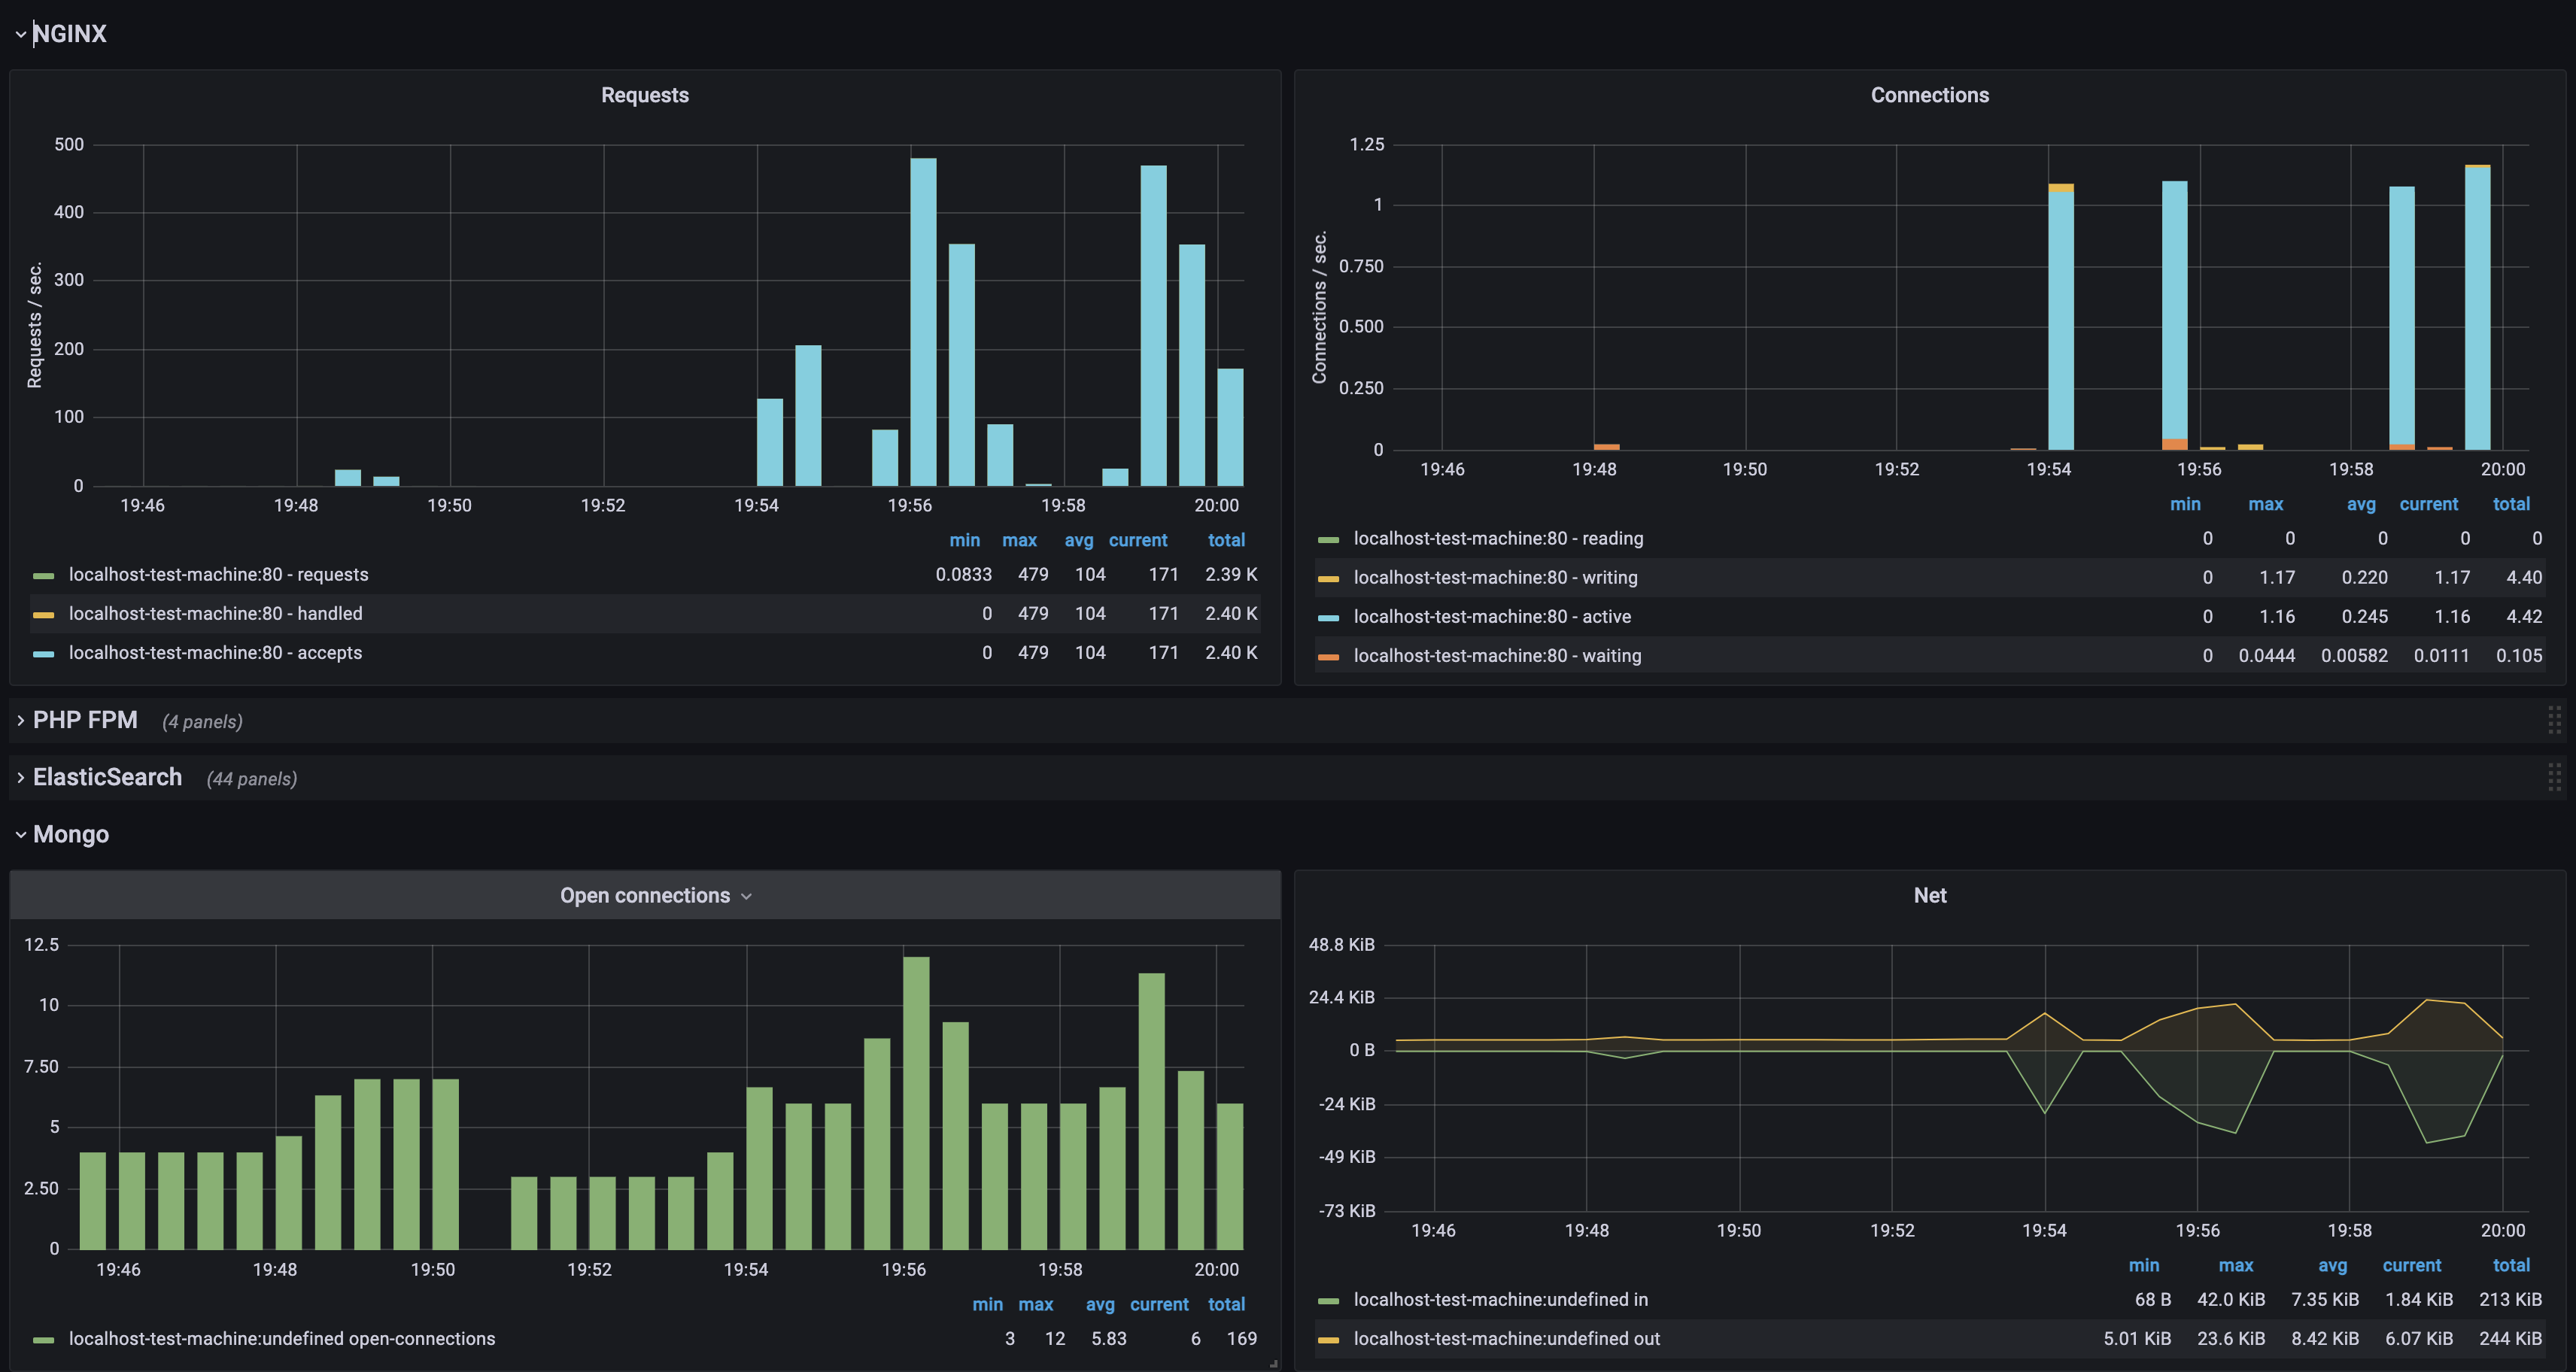 NGINX
Requests
500
400
300
200
100
0
Requests / sec.
19:46 19:48 19:50 19:52 19:54 19:56 19:58 20:00
min max avg current total
localhost-test-machine:80 - requests 0.0833 479 104 171 2.39 K
localhost-test-machine:80 - handled 0 479 104 171 2.40 K
localhost-test-machine:80 - accepts 0 479 104 171 2.40 K
Connections
1.25
1
0.750
0.500
0.250
0
Connections / sec.
19:46 19:48 19:50 19:52 19:54 19:56 19:58 20:00
min max avg current total
localhost-test-machine:80 - reading 0 0 0 0 0
localhost-test-machine:80 - writing 0 1.17 0.220 1.17 4.40
localhost-test-machine:80 - active 0 1.16 0.245 1.16 4.42
localhost-test-machine:80 - waiting 0 0.0444 0.00582 0.0111 0.105
PHP FPM (4 panels)
ElasticSearch (44 panels)
Mongo
Open connections
12.5
10
7.50
5
2.50
0
19:46 19:48 19:50 19:52 19:54 19:56 19:58 20:00
min max avg current total
localhost-test-machine:undefined open-connections 3 12 5.83 6 169
Net
48.8 KiB
24.4 KiB
0 B
-24 KiB
-49 KiB
-73 KiB
19:46 19:48 19:50 19:52 19:54 19:56 19:58 20:00
min max avg current total
localhost-test-machine:undefined in 68 B 42.0 KiB 7.35 KiB 1.84 KiB 213 KiB
localhost-test-machine:undefined out 5.01 KiB 23.6 KiB 8.42 KiB 6.07 KiB 244 KiB